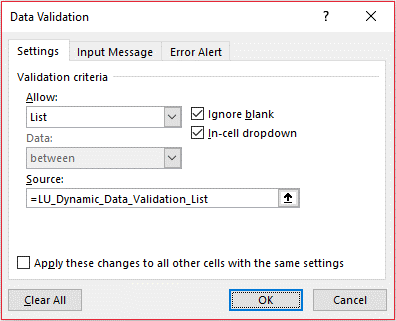 Data Validation ? ×
Settings Input Message Error Alert
Validation criteria
Allow:
List
Ignore blank
Data:
In-cell dropdown
between
Source:
=LU_Dynamic_Data_Validation_List
Apply these changes to all other cells with the same settings
Clear All OK Cancel